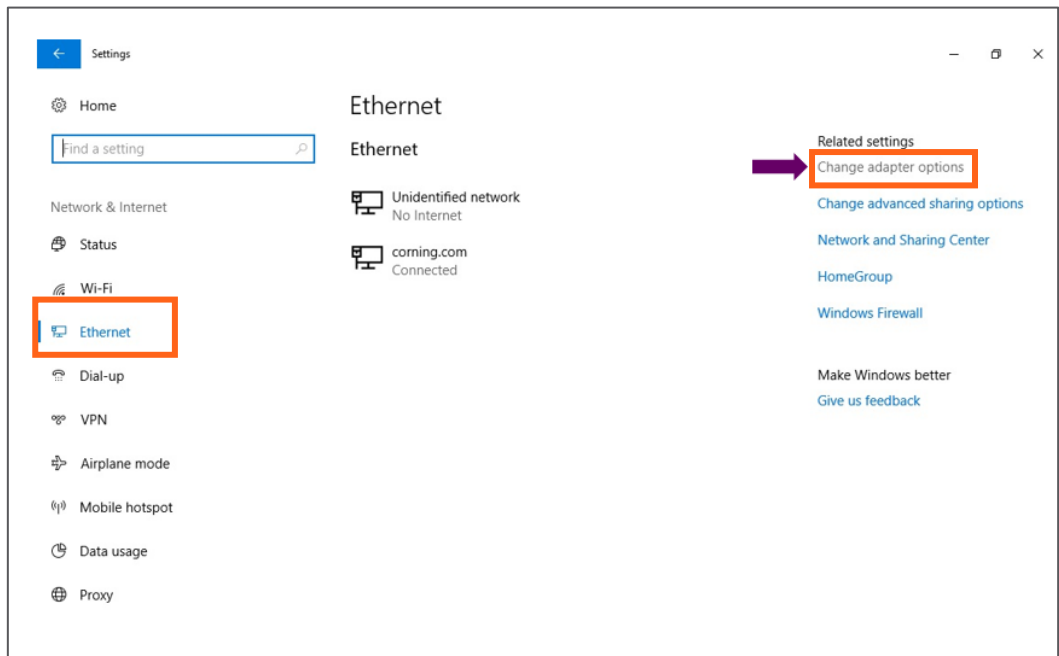 Settings
Home
Find a setting
Network & Internet
Status
Wi-Fi
Ethernet
Dial-up
VPN
Airplane mode
Mobile hotspot
Data usage
Proxy
Ethernet
Ethernet
Unidentified network
No Internet
corning.com
Connected
Related settings
Change adapter options
Change advanced sharing options
Network and Sharing Center
HomeGroup
Windows Firewall
Make Windows better
Give us feedback